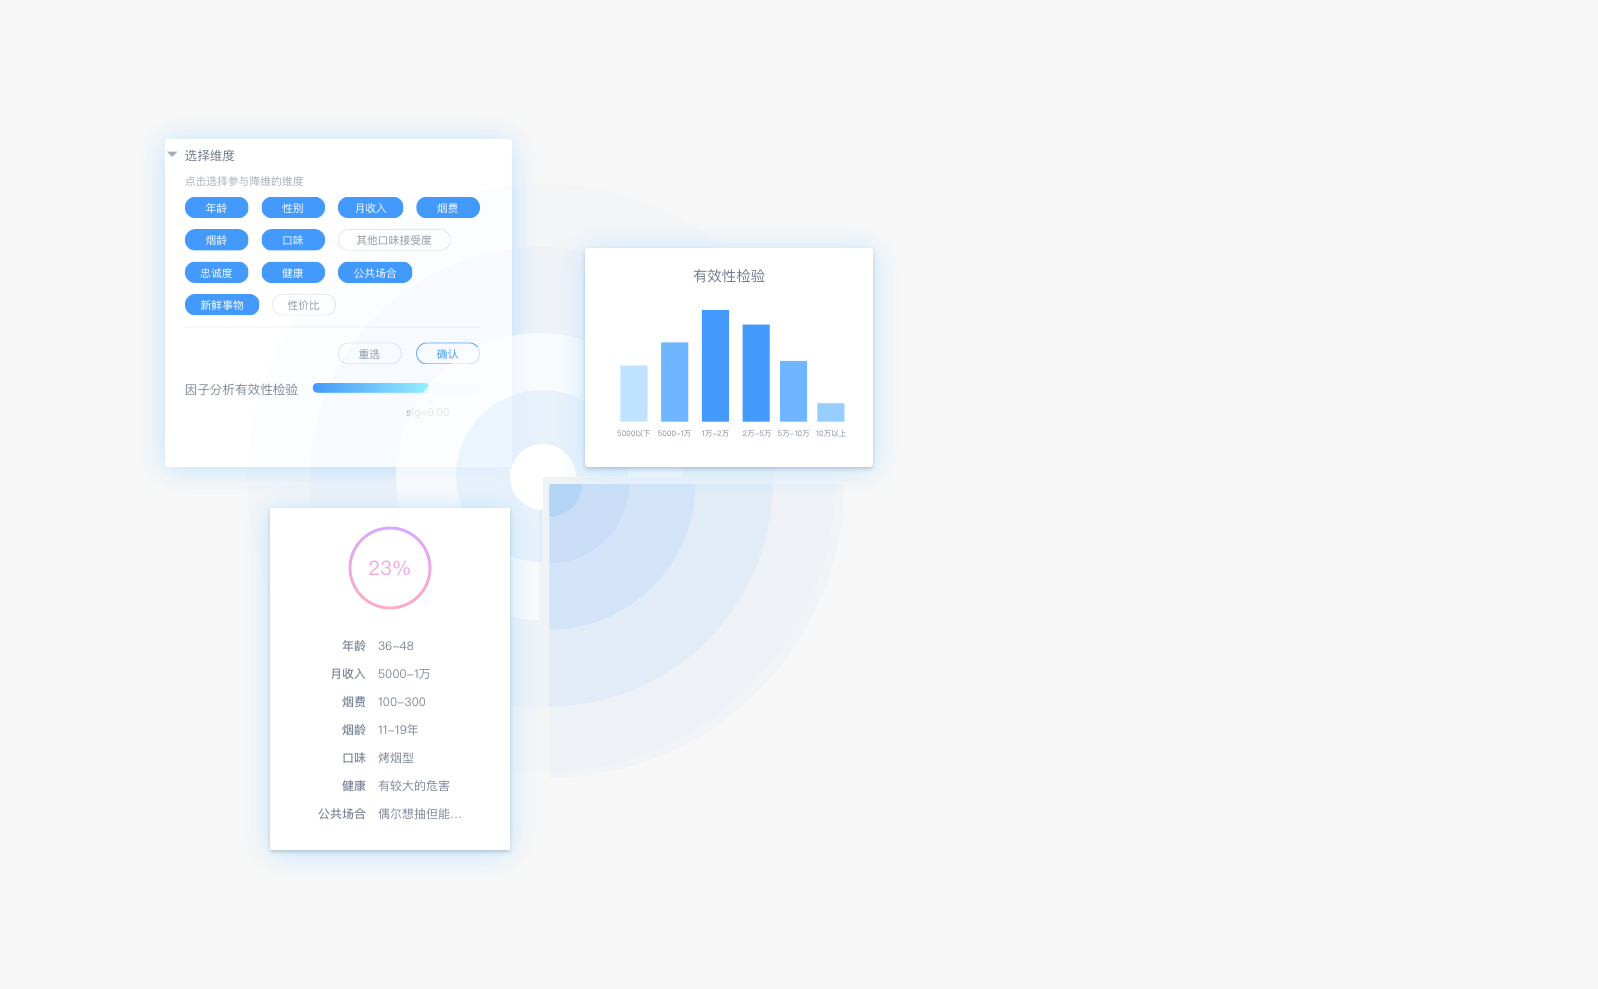 选择维度
点击选择参与降维的维度
年龄 性别 月收入 烟费
烟龄 口味 其他口味接受度
忠诚度 健康 公共场合
新鲜事物 性价比
重选 确认
因子分析有效性检验
sig=0.00
有效性检验
5000以下 5000-1万 1万-2万 2万-5万 5万-10万 10万以上
23%
年龄 36-48
月收入 5000-1万
烟费 100-300
烟龄 11-19年
口味 烤烟型
健康 有较大的危害
公共场合 偶尔想抽但能...